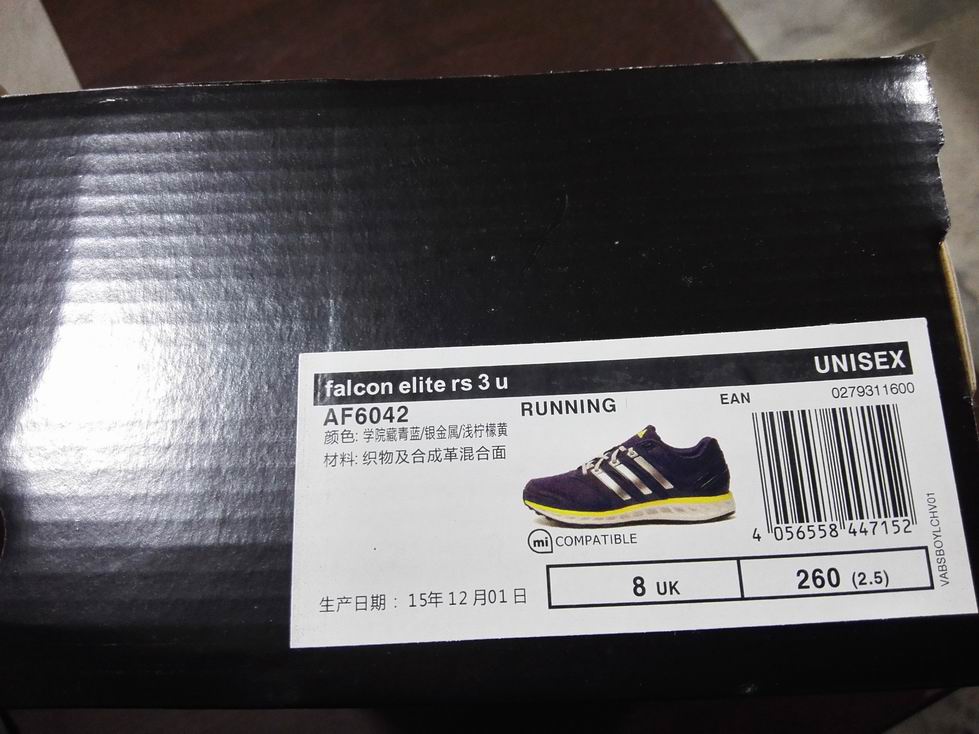 falcon elite rs 3 u
UNISEX
AF6042
RUNNING
EAN
0279311600
颜色: 学院藏青蓝/银金属/浅柠檬黄
材料: 织物及合成革混合面
mi COMPATIBLE
4 056558 447152
VABSBOYLCHV01
生产日期： 15年12月01日
8 UK
260 (2.5)